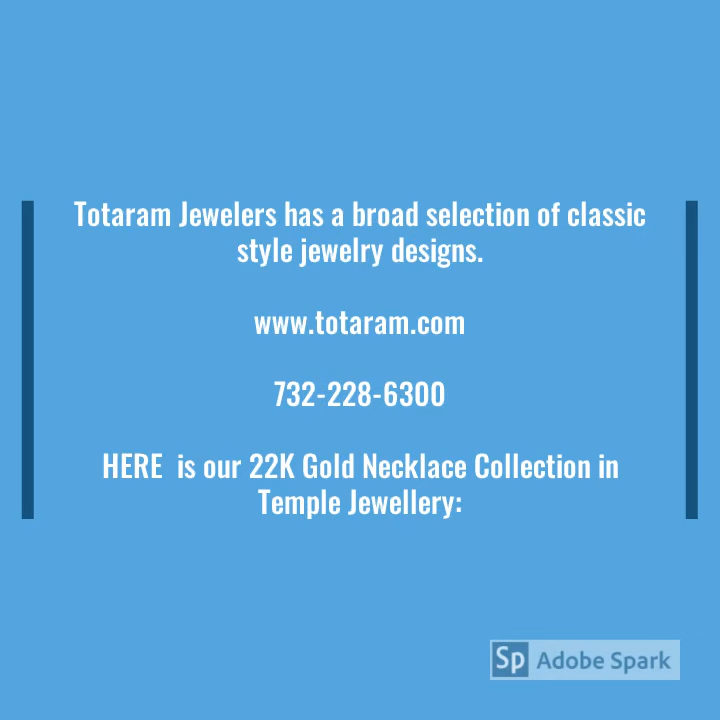 Totaram Jewelers has a broad selection of classic
style jewelry designs.
www.totaram.com
732-228-6300
HERE  is our 22K Gold Necklace Collection in
Temple Jewellery:
Sp Adobe Spark